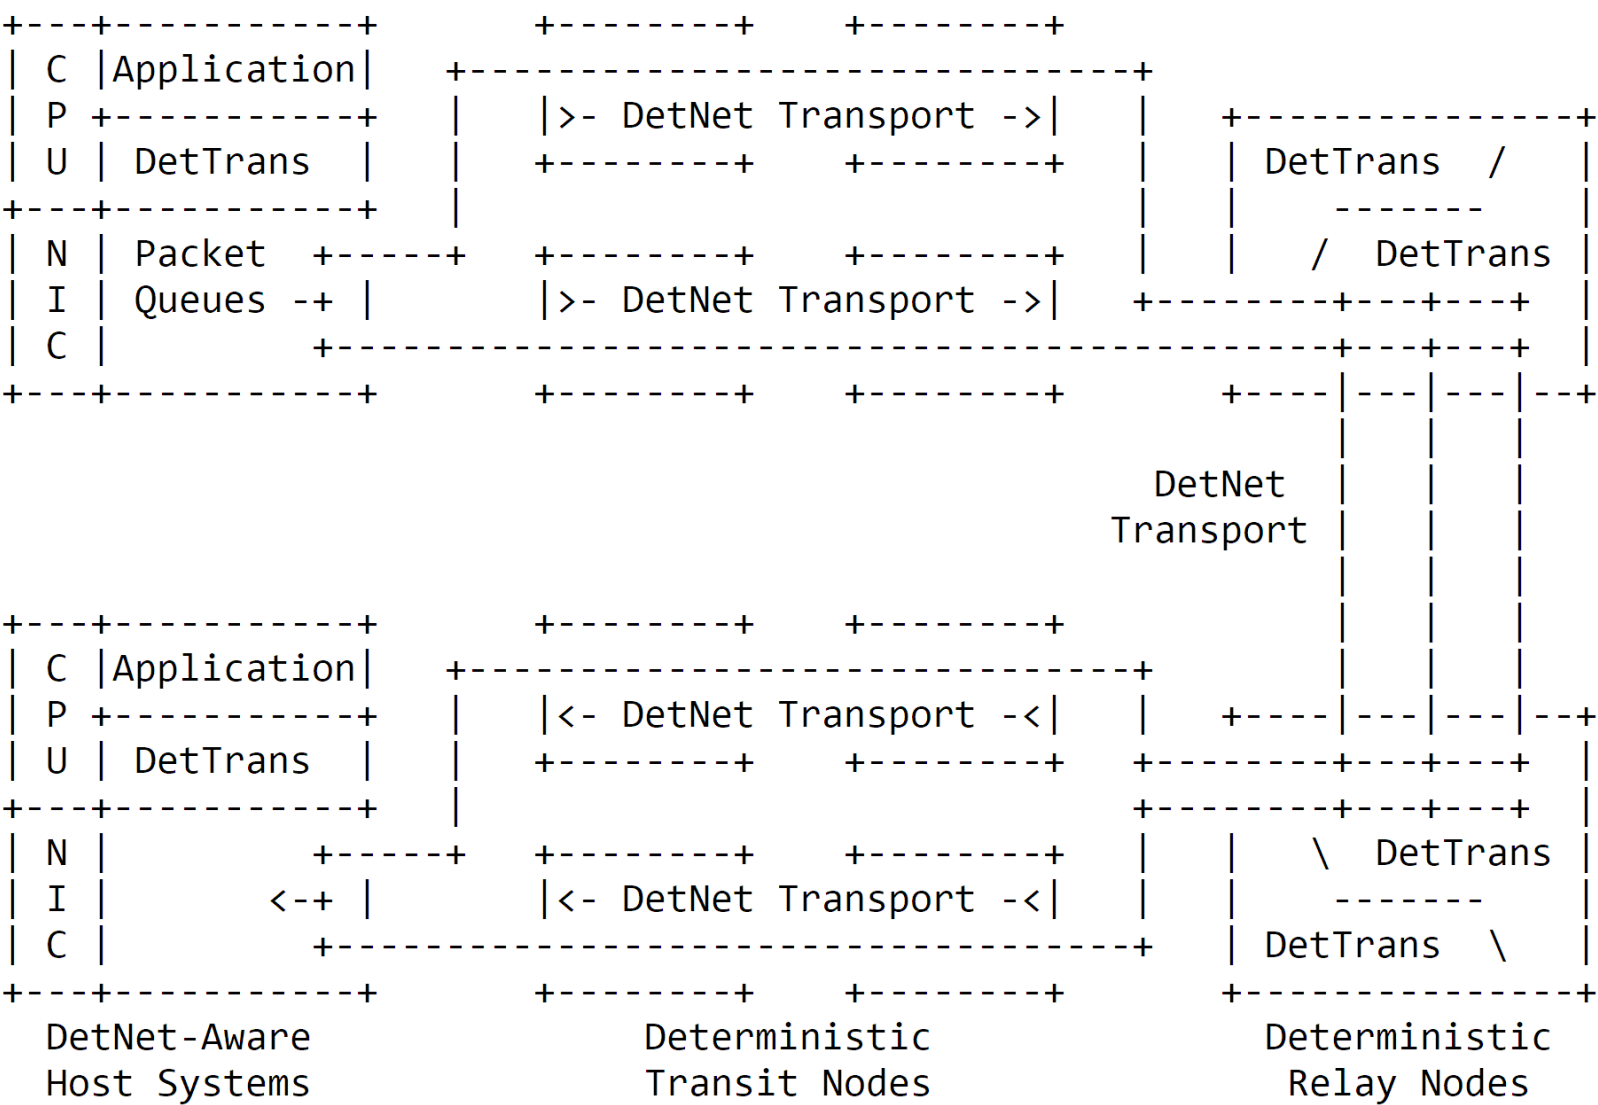 +---+-----------+       +--------+    +--------+
| C |Application|   +------------------------------+
| P +-----------+   |   |>- DetNet Transport ->|   |   +---------------+
| U | DetTrans  |   |   +--------+    +--------+   |   | DetTrans  /   |
+---+-----------+   |                              |   |    -------    |
| N | Packet  +-----+   +--------+    +--------+   |   |   /  DetTrans |
| I | Queues -+ |       |>- DetNet Transport ->|   +--------+---+---+  |
| C |         +---------------------------------------------+---+---+  |
+---+-----------+       +--------+    +--------+       +----|---|---|--+
|   |   |
DetNet  |   |   |
Transport |   |   |
|   |   |
+---+-----------+       +--------+    +--------+            |   |   |
| C |Application|   +-------------------------------+       |   |   |
| P +-----------+   |   |<- DetNet Transport -<|   |   +----|---|---|--+
| U | DetTrans  |   |   +--------+    +--------+   +--------+---+---+  |
+---+-----------+   |                              +--------+---+---+  |
| N |         +-----+   +--------+    +--------+   |   |   \  DetTrans |
| I |       <-+ |       |<- DetNet Transport -<|   |   |    -------    |
| C |         +------------------------------------+   | DetTrans  \   |
+---+-----------+       +--------+    +--------+       +---------------+
DetNet-Aware               Deterministic               Deterministic
Host Systems               Transit Nodes                Relay Nodes